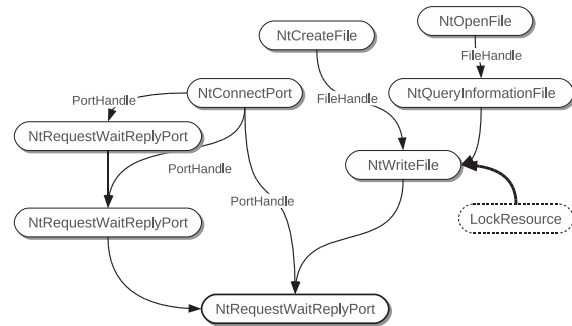 NtOpenFile
NtCreateFile
FileHandle
NtConnectPort
NtQueryInformationFile
PortHandle
FileHandle
NtRequestWaitReplyPort
NtWriteFile
PortHandle
PortHandle
NtRequestWaitReplyPort
LockResource
NtRequestWaitReplyPort